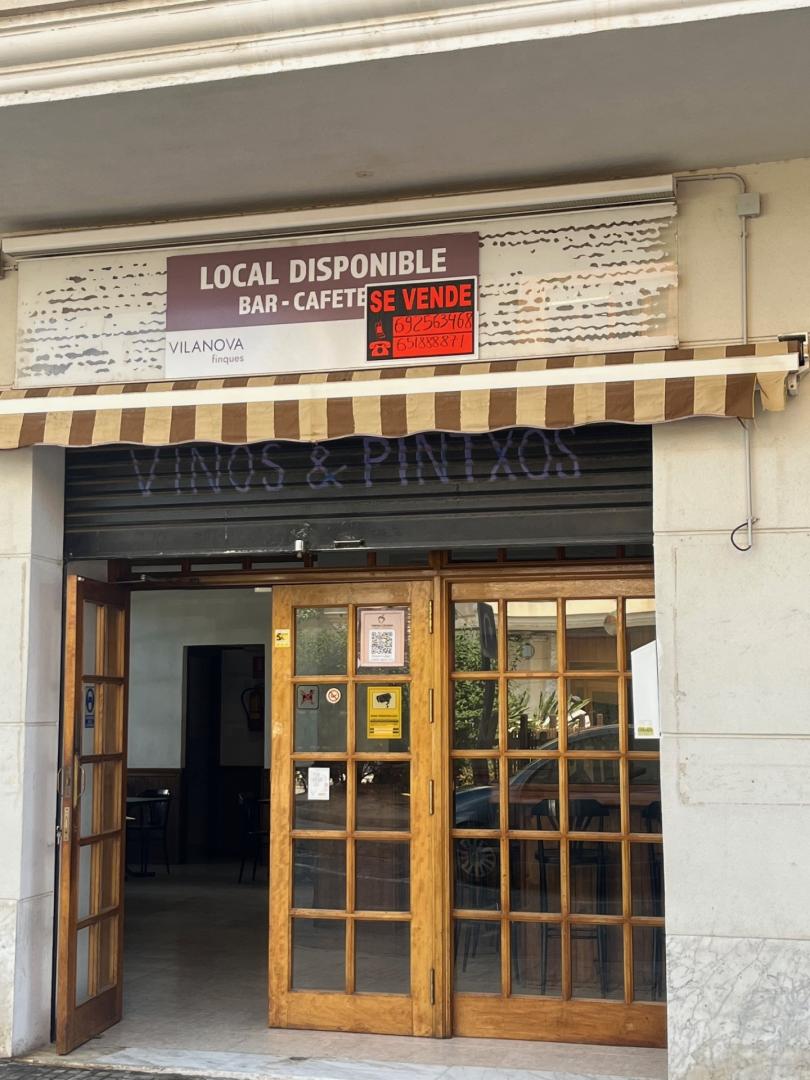 LOCAL DISPONIBLE
BAR - CAFETE
SE VENDE
692563468
651888871
VILANOVA
finques
VINOS & PINTXOS